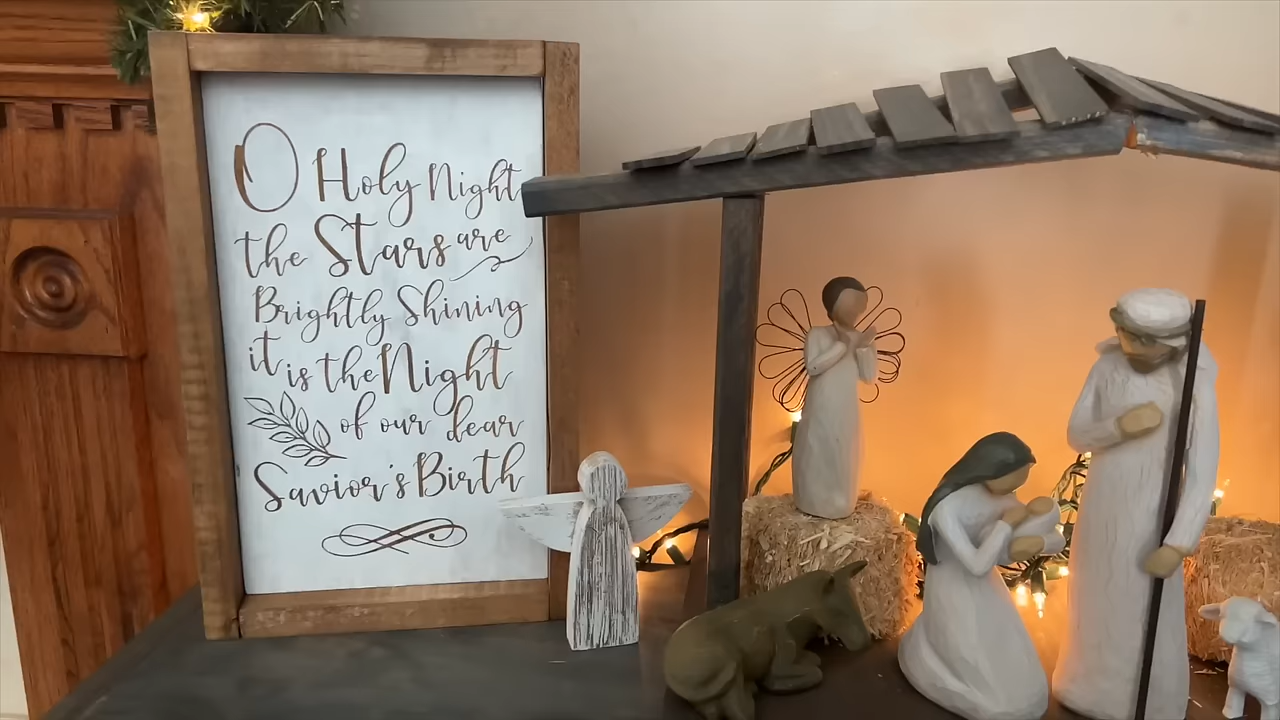 O Holy Night
the Stars are
Brightly Shining
it is the Night
of our dear
Savior's Birth